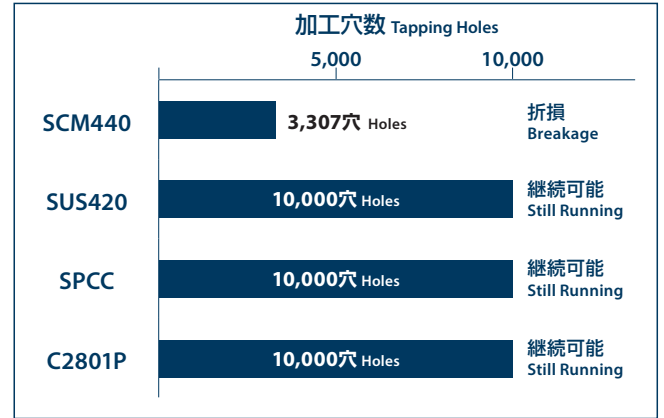 加工穴数 Tapping Holes
5,000 10,000
SCM440 3,307穴 Holes 折損
Breakage
SUS420 10,000穴 Holes 継続可能
Still Running
SPCC 10,000穴 Holes 継続可能
Still Running
C2801P 10,000穴 Holes 継続可能
Still Running